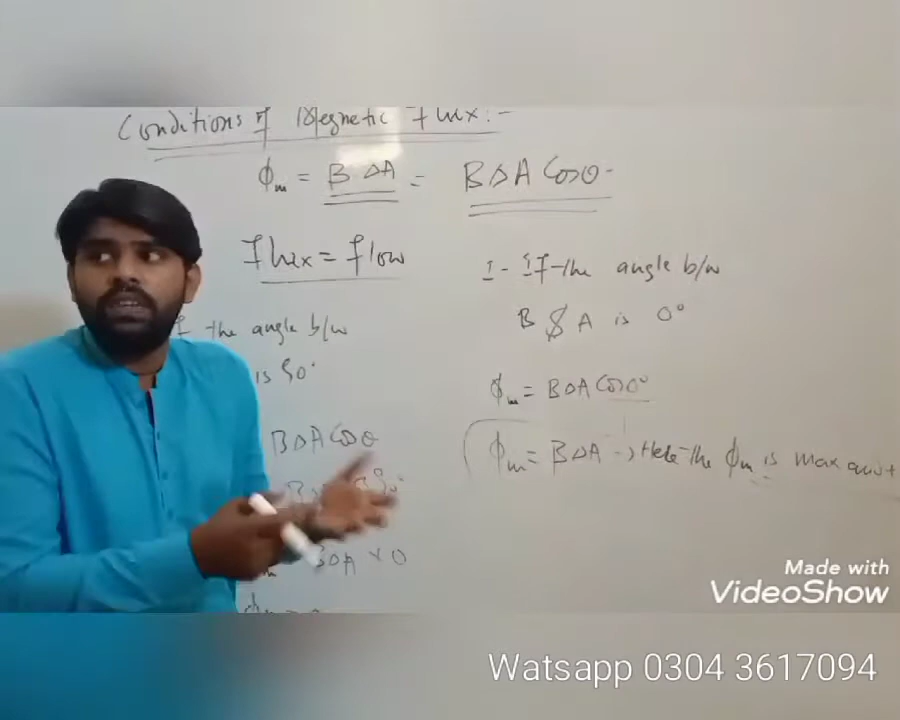 Conditions of Magnetic Flux:-
ϕm = B ΔA = BΔA Cosθ
Flux = flow
the angle b/w
is 90°
BΔA Cosθ
BΔA × 0
1- If the angle b/w
B & A is 0°
ϕm = BΔA Cos0°
ϕm = BΔA → Here the ϕm is max
Made with
VideoShow
Watsapp 0304 3617094